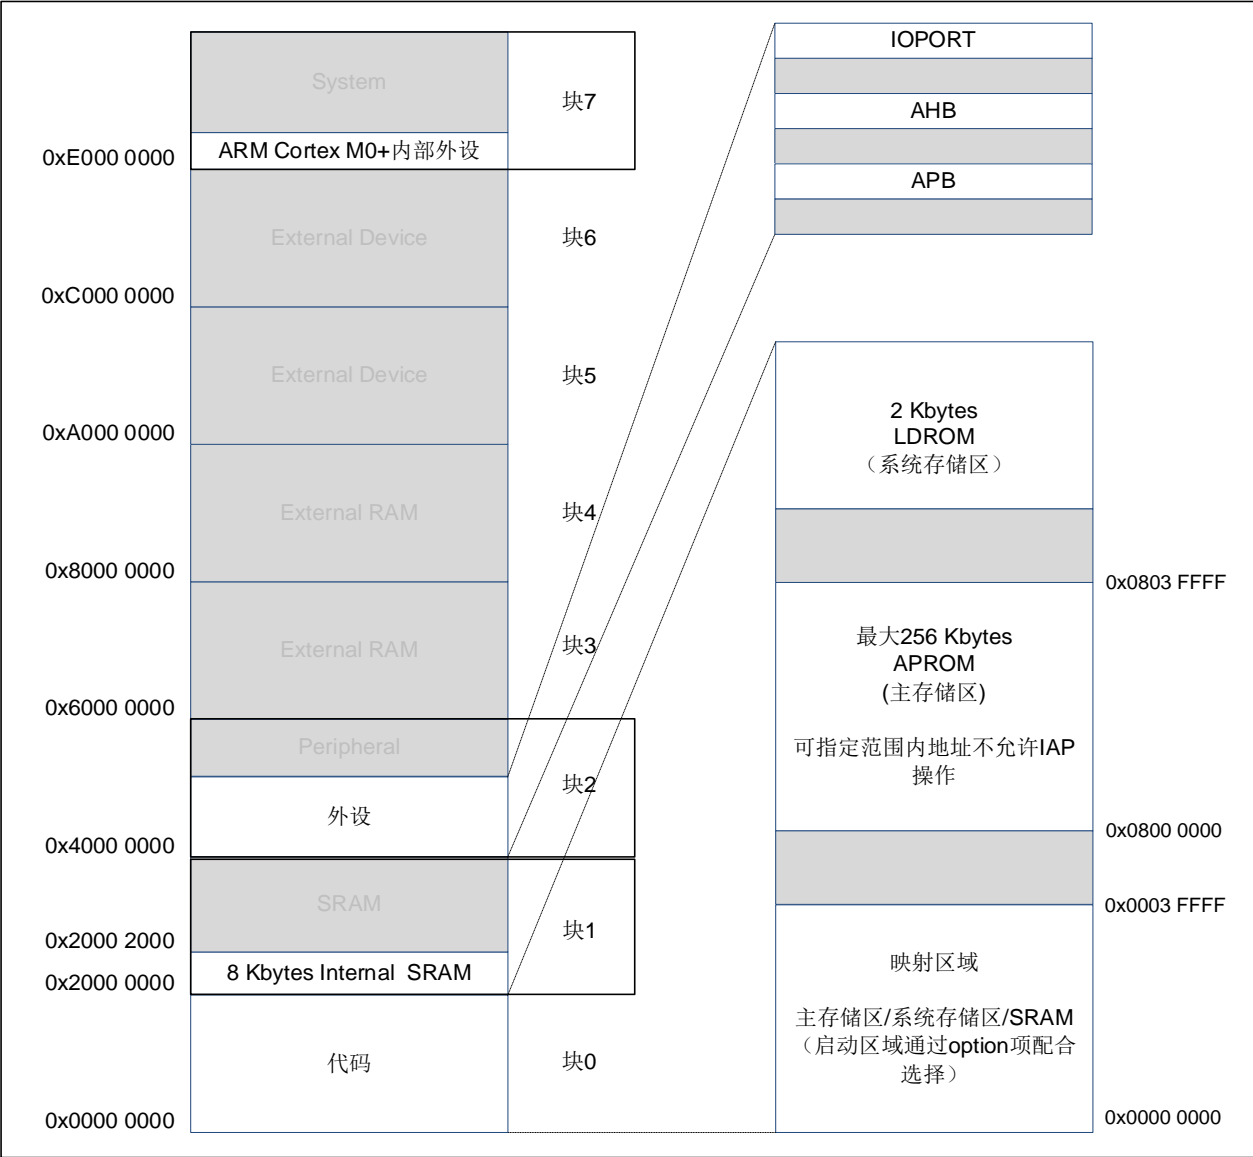 System
块7
ARM Cortex M0+内部外设
0xE000 0000
External Device
块6
0xC000 0000
External Device
块5
0xA000 0000
External RAM
块4
0x8000 0000
External RAM
块3
0x6000 0000
Peripheral
块2
外设
0x4000 0000
SRAM
块1
0x2000 2000
8 Kbytes Internal SRAM
0x2000 0000
代码
块0
0x0000 0000
IOPORT
AHB
APB
2 Kbytes
LDROM
（系统存储区）
0x0803 FFFF
最大256 Kbytes
APROM
(主存储区)
可指定范围内地址不允许IAP
操作
0x0800 0000
0x0003 FFFF
映射区域
主存储区/系统存储区/SRAM
（启动区域通过option项配合
选择）
0x0000 0000